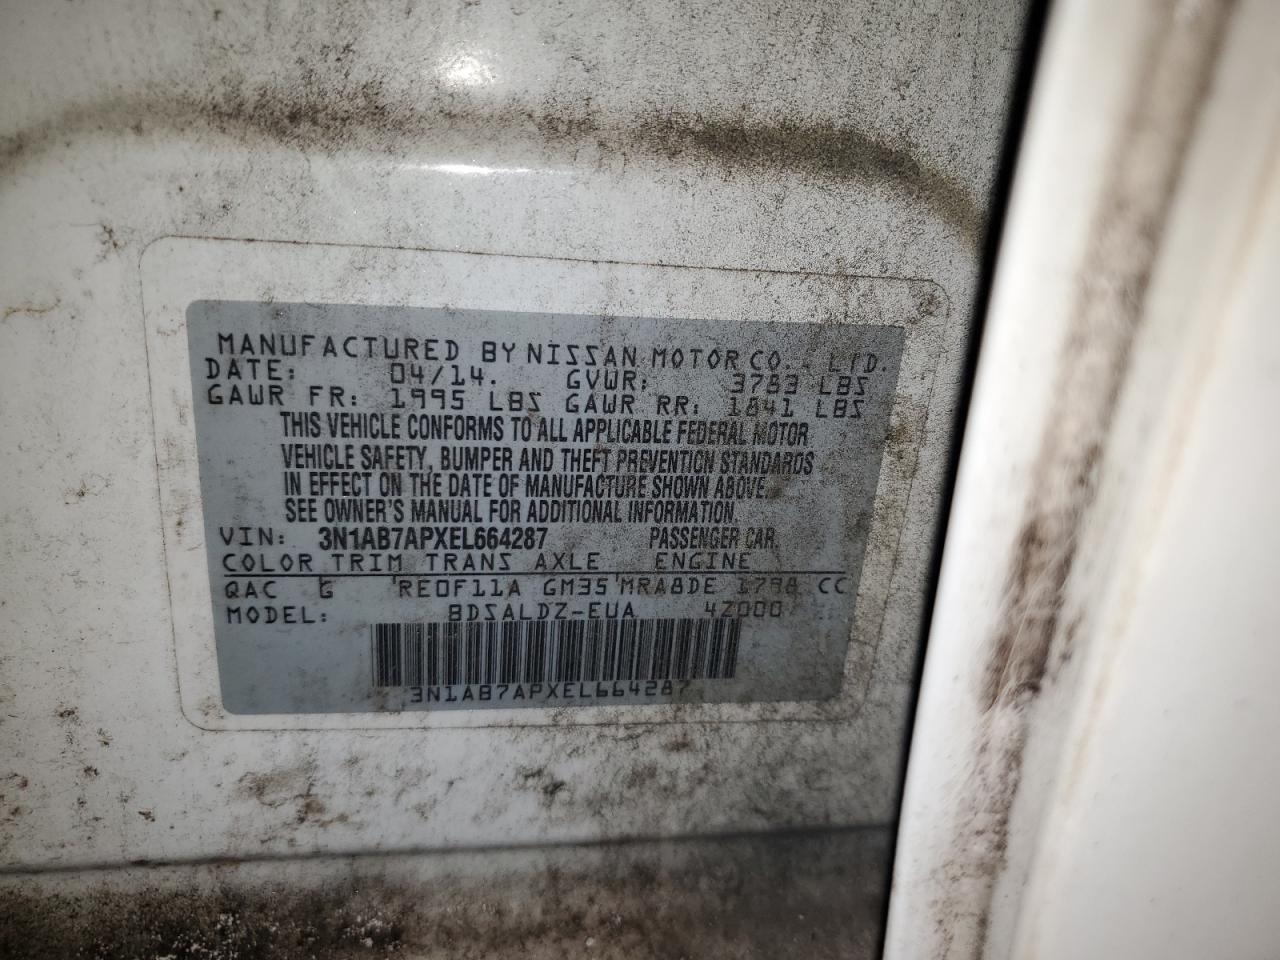 MANUFACTURED BY NISSAN MOTOR CO., LTD.
DATE: 04/14. GVWR: 3783 LBS
GAWR FR: 1995 LBS GAWR RR: 1841 LBS
THIS VEHICLE CONFORMS TO ALL APPLICABLE FEDERAL MOTOR
VEHICLE SAFETY, BUMPER AND THEFT PREVENTION STANDARDS
IN EFFECT ON THE DATE OF MANUFACTURE SHOWN ABOVE.
SEE OWNER'S MANUAL FOR ADDITIONAL INFORMATION.
VIN: 3N1AB7APXEL664287 PASSENGER CAR.
COLOR TRIM TRANS AXLE ENGINE
QAC G RE0F11A GM35 MRA8DE 1798 CC
MODEL: BDSALDZ-EUA 42000
3N1AB7APXEL664287